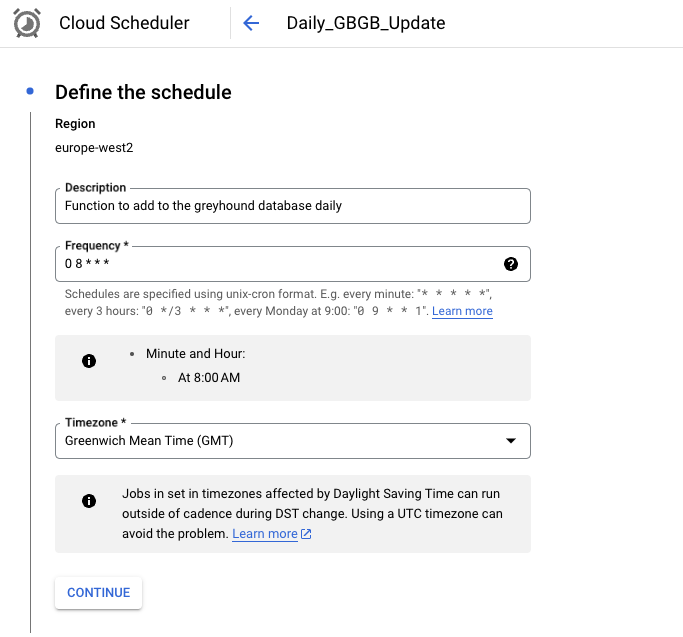 Cloud Scheduler
Daily_GBGB_Update
Define the schedule
Region
europe-west2
Description
Function to add to the greyhound database daily
Frequency *
0 8 * * *
Schedules are specified using unix-cron format. E.g. every minute: "* * * * *",
every 3 hours: "0 */3 * * *", every Monday at 9:00: "0 9 * * 1". Learn more
Minute and Hour:
At 8:00 AM
Timezone *
Greenwich Mean Time (GMT)
Jobs in set in timezones affected by Daylight Saving Time can run
outside of cadence during DST change. Using a UTC timezone can
avoid the problem. Learn more
CONTINUE